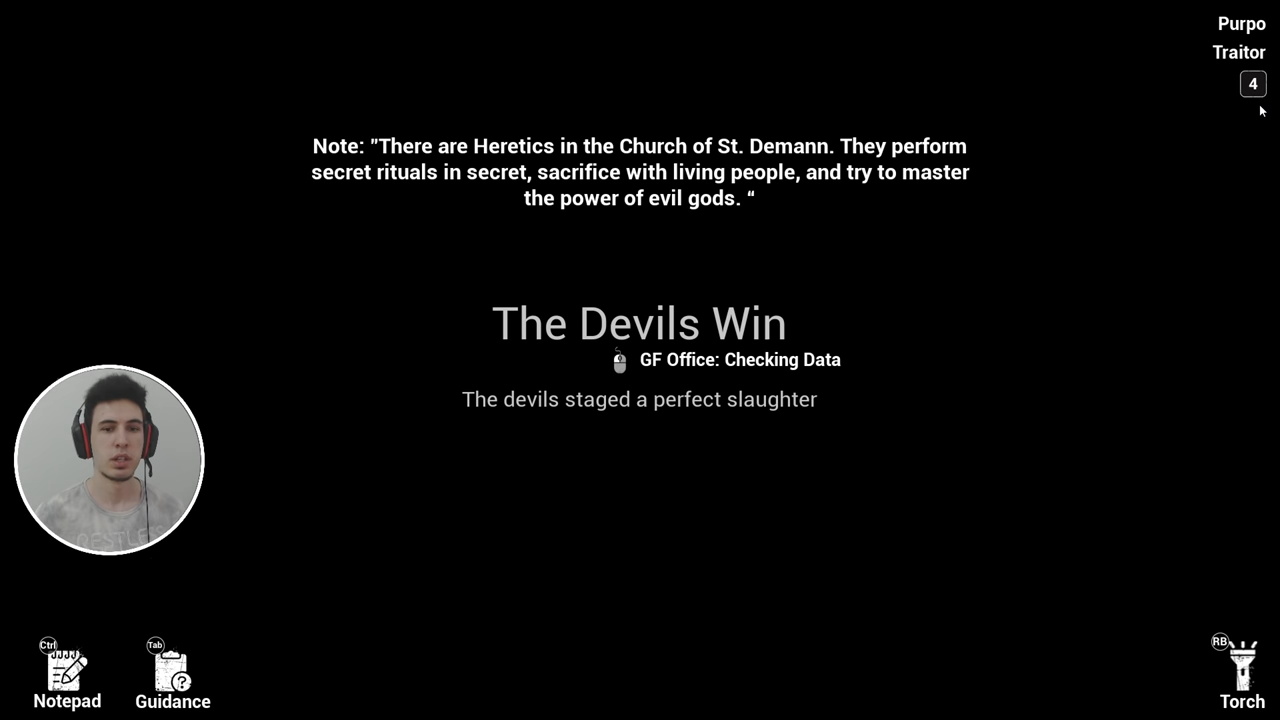 Purpo
Traitor
4
Note: "There are Heretics in the Church of St. Demann. They perform
secret rituals in secret, sacrifice with living people, and try to master
the power of evil gods. “
The Devils Win
GF Office: Checking Data
The devils staged a perfect slaughter
RESTLESS
Ctrl
Notepad
Tab
Guidance
RB
Torch